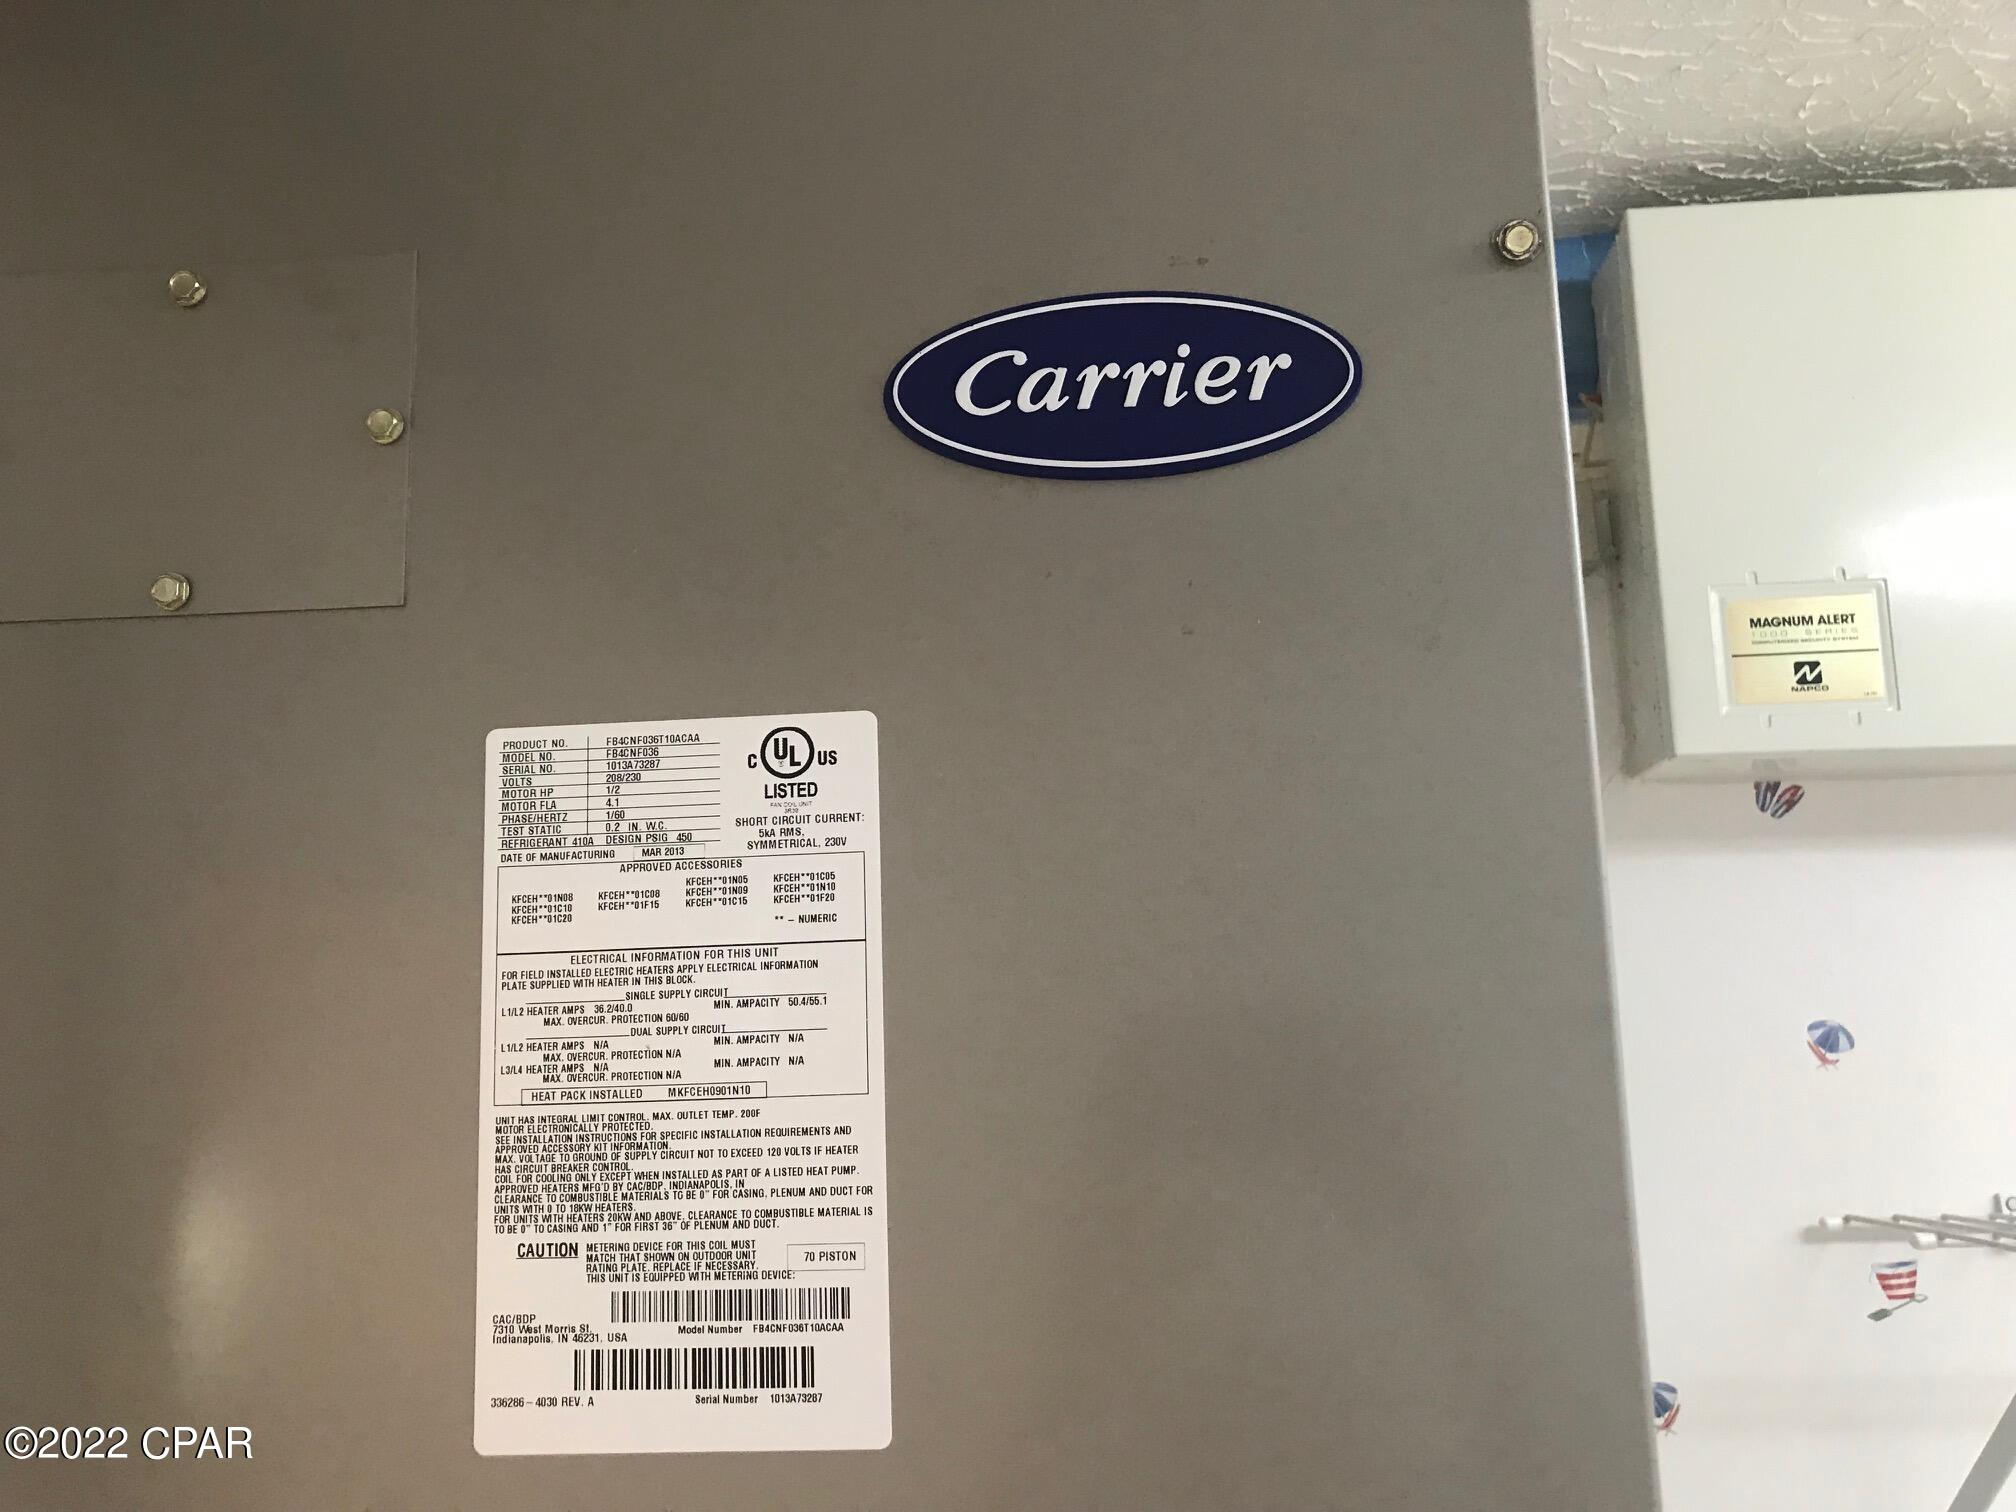 Carrier
MAGNUM ALERT
1000 SERIES
COMPUTERIZED SECURITY SYSTEM
NAPCO
PRODUCT NO. FB4CNF036T10ACAA
MODEL NO. FB4CNF036
SERIAL NO. 1013A73287
VOLTS 208/230
MOTOR HP 1/2
MOTOR FLA 4.1
PHASE/HERTZ 1/60
TEST STATIC 0.2 IN. W.C.
REFRIGERANT 410A DESIGN PSIG 450
DATE OF MANUFACTURING MAR 2013
C UL US
LISTED
FAN COIL UNIT
SHORT CIRCUIT CURRENT:
5kA RMS,
SYMMETRICAL, 230V
APPROVED ACCESSORIES
KFCEH**01N05 KFCEH**01C05
KFCEH**01N08 KFCEH**01C08 KFCEH**01N09 KFCEH**01N10
KFCEH**01C10 KFCEH**01F15 KFCEH**01C15 KFCEH**01F20
KFCEH**01C20
** - NUMERIC
ELECTRICAL INFORMATION FOR THIS UNIT
FOR FIELD INSTALLED ELECTRIC HEATERS APPLY ELECTRICAL INFORMATION
PLATE SUPPLIED WITH HEATER IN THIS BLOCK.
SINGLE SUPPLY CIRCUIT
L1/L2 HEATER AMPS 36.2/40.0 MIN. AMPACITY 50.4/55.1
MAX. OVERCUR. PROTECTION 60/60
DUAL SUPPLY CIRCUIT
L1/L2 HEATER AMPS N/A MIN. AMPACITY N/A
MAX. OVERCUR. PROTECTION N/A
L3/L4 HEATER AMPS N/A MIN. AMPACITY N/A
MAX. OVERCUR. PROTECTION N/A
HEAT PACK INSTALLED MKFCEH0901N10
UNIT HAS INTEGRAL LIMIT CONTROL. MAX. OUTLET TEMP. 200F
MOTOR ELECTRONICALLY PROTECTED.
SEE INSTALLATION INSTRUCTIONS FOR SPECIFIC INSTALLATION REQUIREMENTS AND
APPROVED ACCESSORY KIT INFORMATION.
MAX. VOLTAGE TO GROUND OF SUPPLY CIRCUIT NOT TO EXCEED 120 VOLTS IF HEATER
HAS CIRCUIT BREAKER CONTROL.
COIL FOR COOLING ONLY EXCEPT WHEN INSTALLED AS PART OF A LISTED HEAT PUMP.
APPROVED HEATERS MFG'D BY CAC/BDP, INDIANAPOLIS, IN
CLEARANCE TO COMBUSTIBLE MATERIALS TO BE 0" FOR CASING, PLENUM AND DUCT FOR
UNITS WITH 0 TO 18KW HEATERS.
FOR UNITS WITH HEATERS 20KW AND ABOVE, CLEARANCE TO COMBUSTIBLE MATERIAL IS
TO BE 0" TO CASING AND 1" FOR FIRST 36" OF PLENUM AND DUCT.
CAUTION METERING DEVICE FOR THIS COIL MUST
MATCH THAT SHOWN ON OUTDOOR UNIT
RATING PLATE. REPLACE IF NECESSARY.
THIS UNIT IS EQUIPPED WITH METERING DEVICE:
70 PISTON
CAC/BDP
7310 West Morris St.
Indianapolis, IN 46231, USA
Model Number FB4CNF036T10ACAA
336286-4030 REV. A
Serial Number 1013A73287
©2022 CPAR